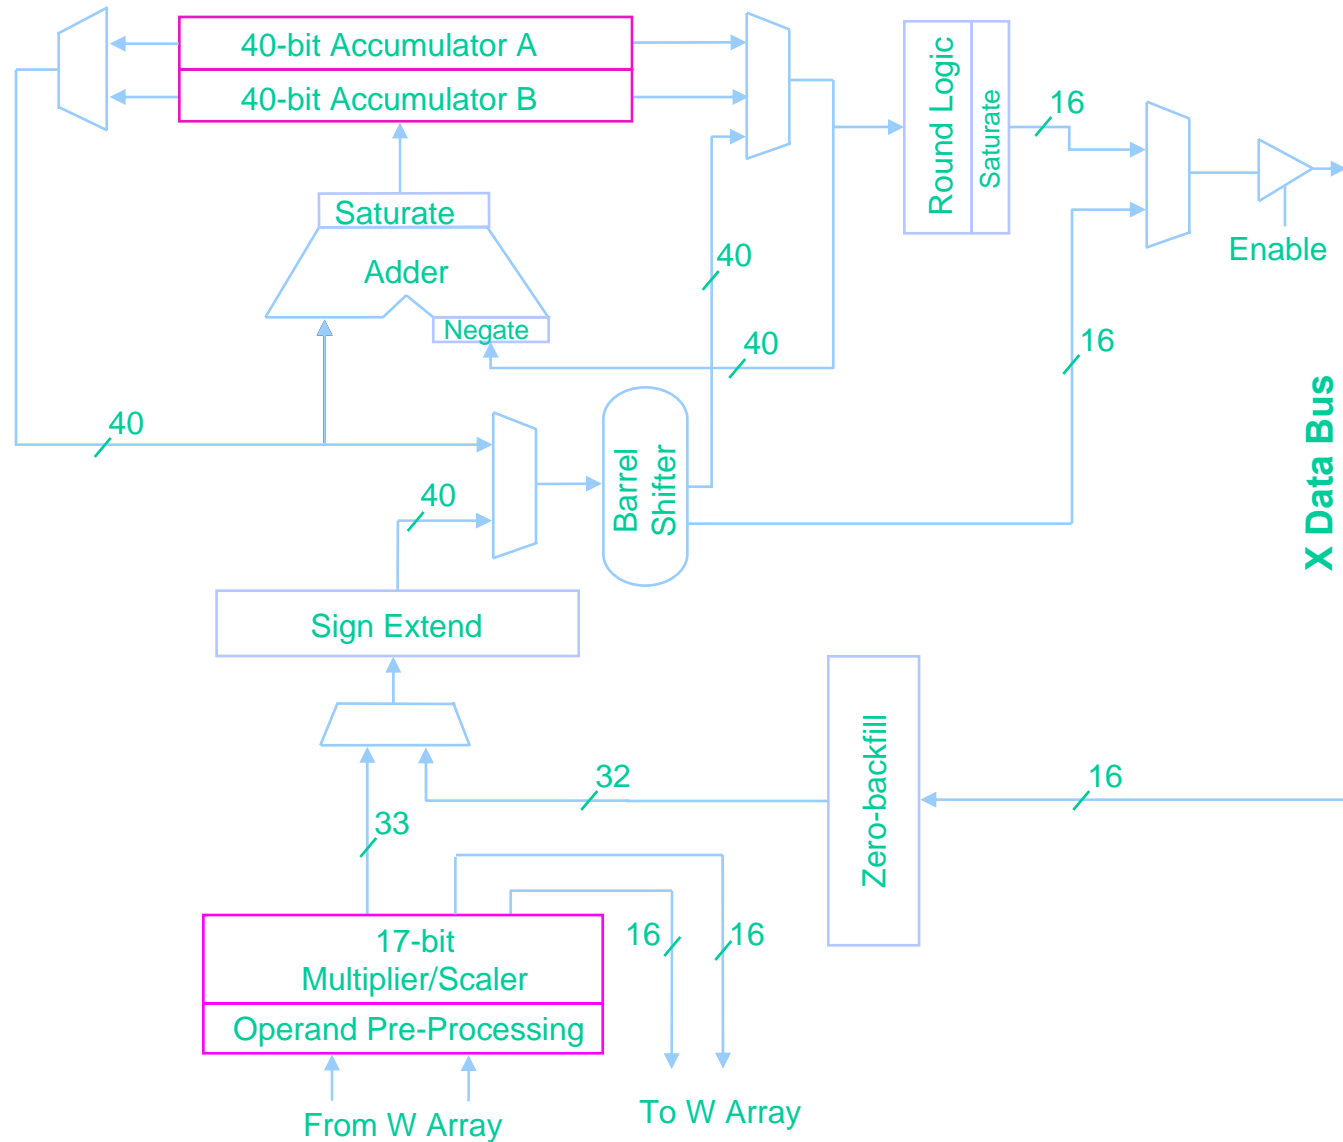 40-bit Accumulator A
40-bit Accumulator B
Round Logic
Saturate
16
Saturate
Adder
Negate
40
40
16
Enable
40
40
Barrel
Shifter
X Data Bus
Sign Extend
Zero-backfill
32
16
33
17-bit
Multiplier/Scaler
Operand Pre-Processing
16
16
From W Array
To W Array